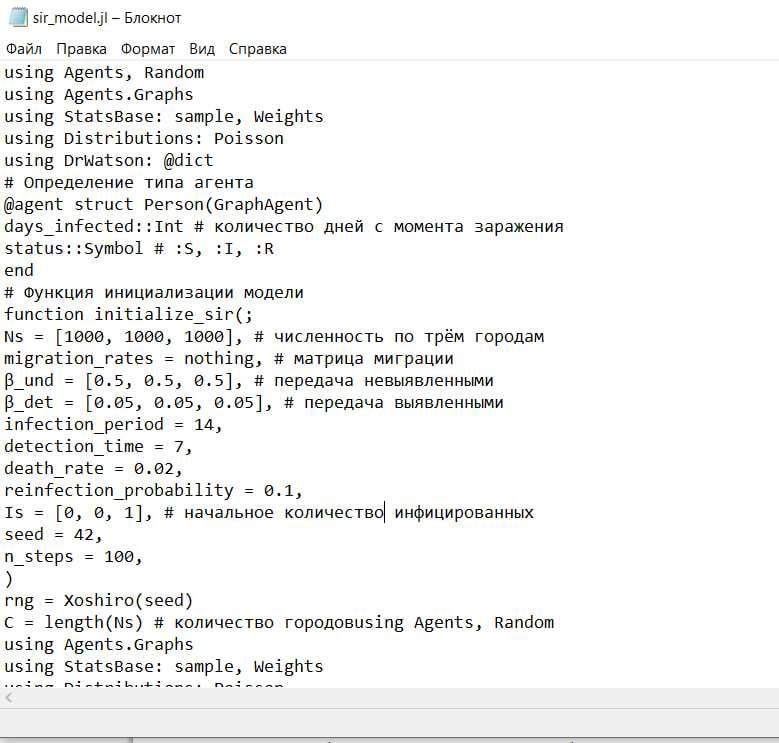 sir_model.jl – Блокнот
Файл Правка Формат Вид Справка
using Agents, Random
using Agents.Graphs
using StatsBase: sample, Weights
using Distributions: Poisson
using DrWatson: @dict
# Определение типа агента
@agent struct Person(GraphAgent)
days_infected::Int # количество дней с момента заражения
status::Symbol # :S, :I, :R
end
# Функция инициализации модели
function initialize_sir(;
Ns = [1000, 1000, 1000], # численность по трём городам
migration_rates = nothing, # матрица миграции
β_und = [0.5, 0.5, 0.5], # передача невыявленными
β_det = [0.05, 0.05, 0.05], # передача выявленными
infection_period = 14,
detection_time = 7,
death_rate = 0.02,
reinfection_probability = 0.1,
Is = [0, 0, 1], # начальное количество инфицированных
seed = 42,
n_steps = 100,
)
rng = Xoshiro(seed)
C = length(Ns) # количество городовusing Agents, Random
using Agents.Graphs
using StatsBase: sample, Weights
using Distributions: Poisson